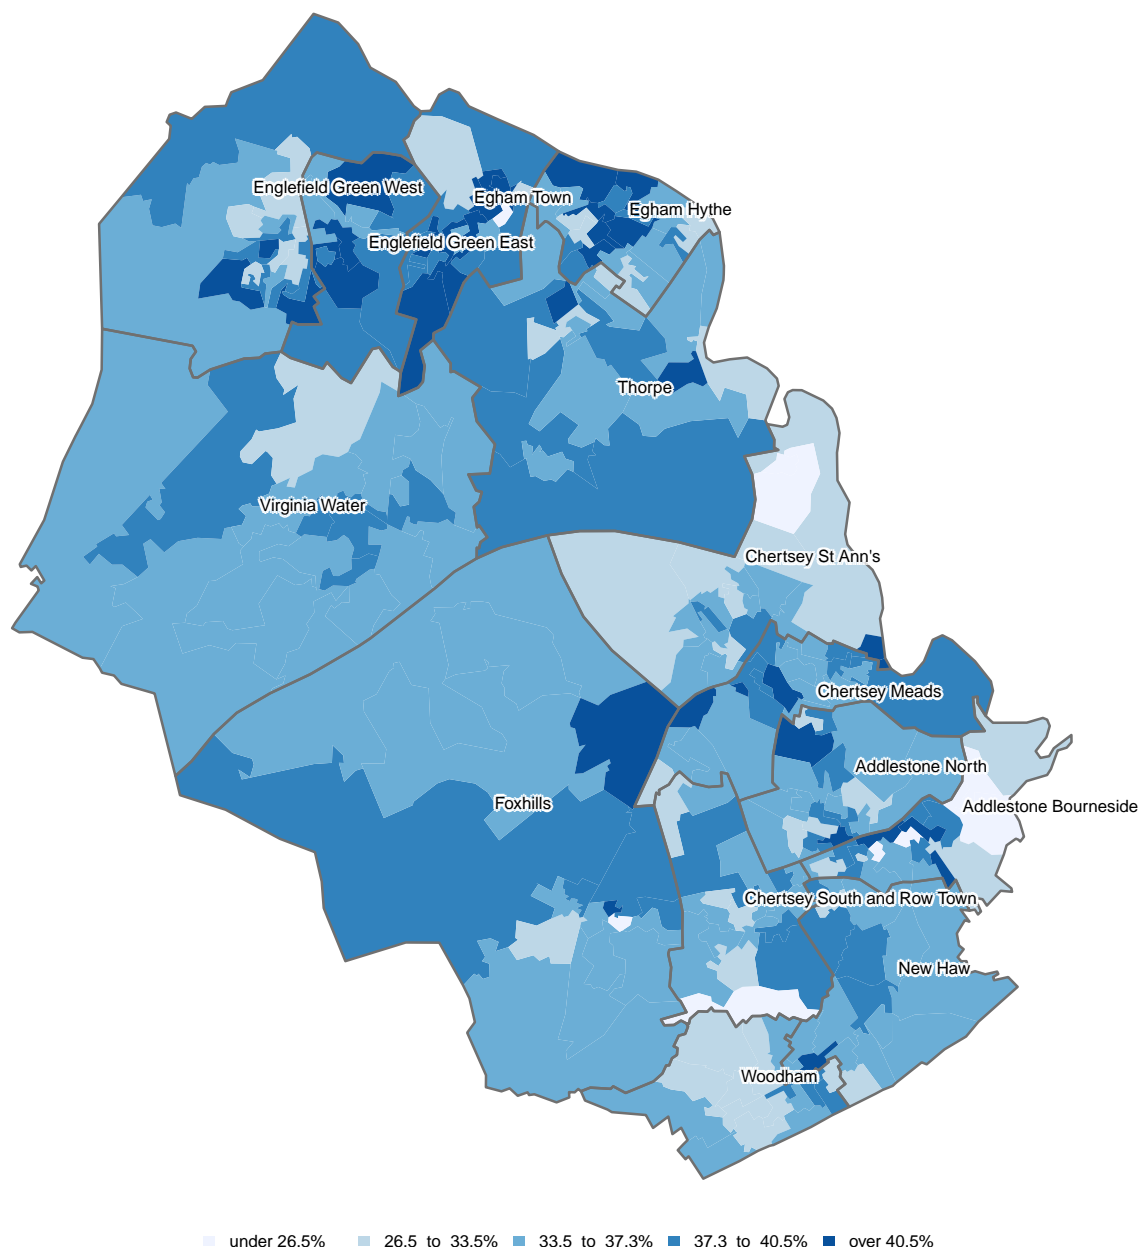 Englefield Green West
Egham Town
Egham Hythe
Englefield Green East
Thorpe
Virginia Water
Chertsey St Ann's
Chertsey Meads
Addlestone North
Foxhills
Addlestone Bourneside
Chertsey South and Row Town
New Haw
Woodham
under 26.5% 26.5 to 33.5% 33.5 to 37.3% 37.3 to 40.5% over 40.5%